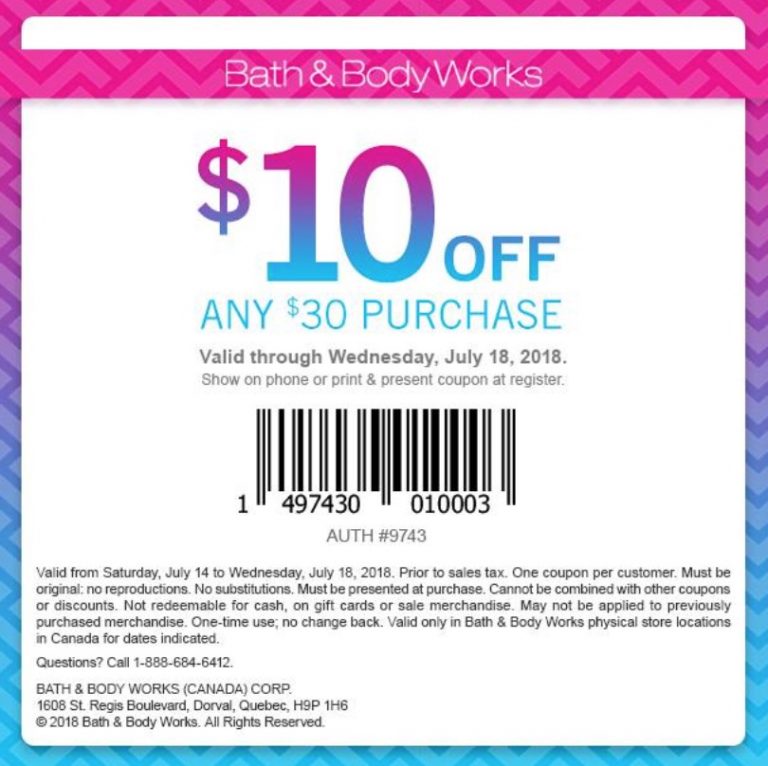 Bath & Body Works
$10 OFF
ANY $30 PURCHASE
Valid through Wednesday, July 18, 2018.
Show on phone or print & present coupon at register.
1 497430 010003
AUTH #9743
Valid from Saturday, July 14 to Wednesday, July 18, 2018. Prior to sales tax. One coupon per customer. Must be
original: no reproductions. No substitutions. Must be presented at purchase. Cannot be combined with other coupons
or discounts. Not redeemable for cash, on gift cards or sale merchandise. May not be applied to previously
purchased merchandise. One-time use; no change back. Valid only in Bath & Body Works physical store locations
in Canada for dates indicated.
Questions? Call 1-888-684-6412.
BATH & BODY WORKS (CANADA) CORP.
1608 St. Regis Boulevard, Dorval, Quebec, H9P 1H6
© 2018 Bath & Body Works. All Rights Reserved.